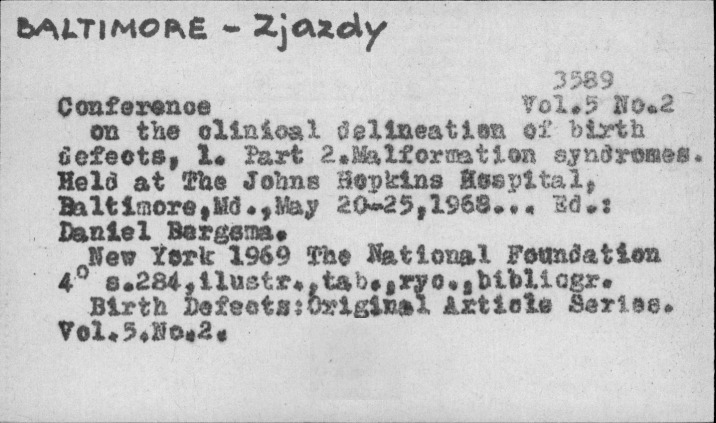 BALTIMORE - Zjazdy
3589
Conference Vol.5 No.2
on the clinical delineation of birth
defects, 1. Part 2.Malformation syndromes.
Held at The Johns Hopkins Hospital,
Baltimore,Md.,May 20-25,1968... Ed.:
Daniel Bergsma.
New York 1969 The National Foundation
4° s.284,ilustr.,tab.,ryc.,bibliogr.
Birth Defects:Original Article Series.
Vol.5.No.2.